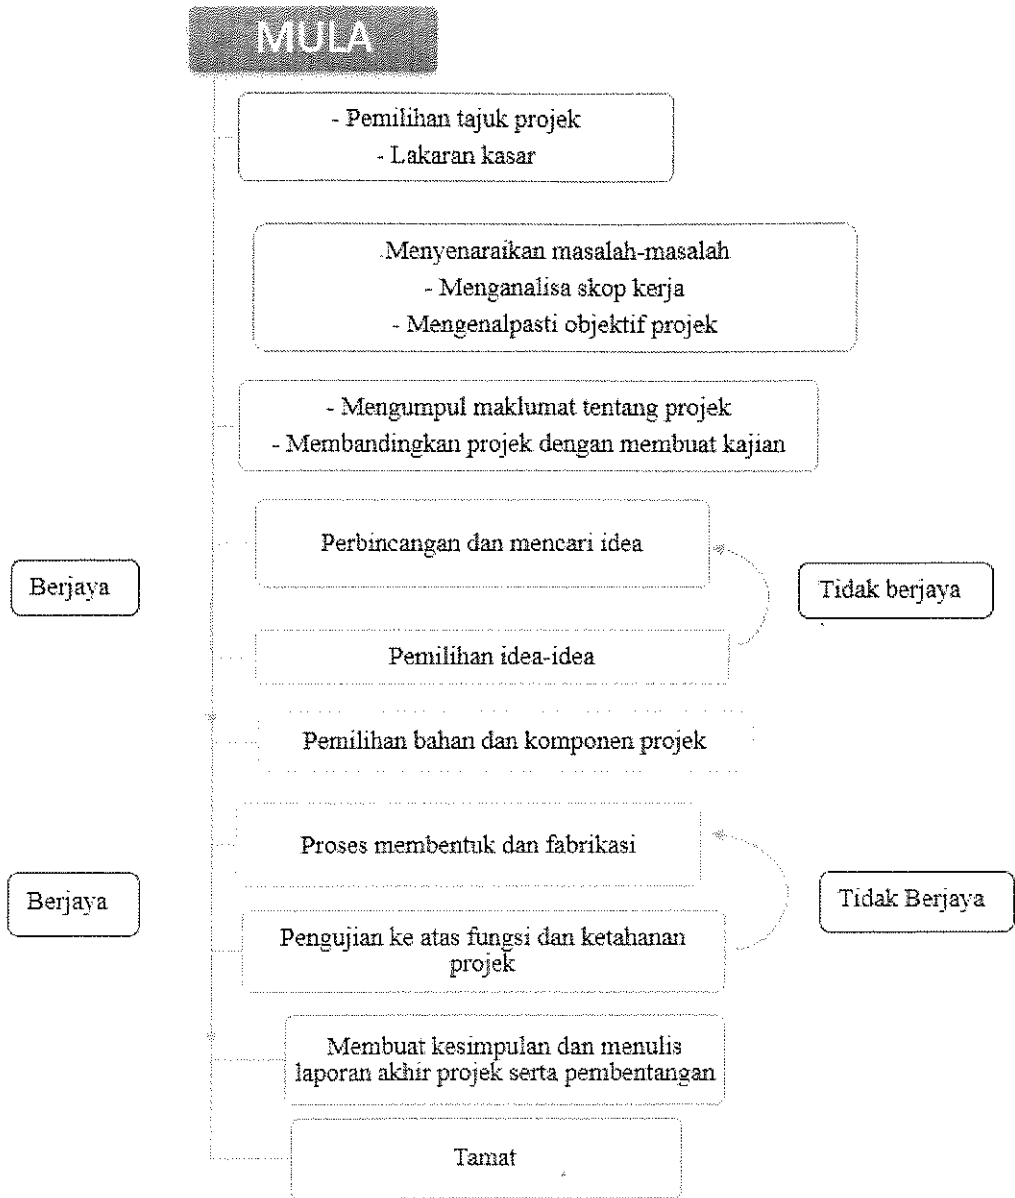 MULA
- Pemilihan tajuk projek
- Lakaran kasar
Menyenaraikan masalah-masalah
- Menganalisa skop kerja
- Mengenalpasti objektif projek
- Mengumpul maklumat tentang projek
- Membandingkan projek dengan membuat kajian
Perbincangan dan mencari idea
Berjaya
Tidak berjaya
Pemilihan idea-idea
Pemilihan bahan dan komponen projek
Proses membentuk dan fabrikasi
Berjaya
Tidak Berjaya
Pengujian ke atas fungsi dan ketahanan
projek
Membuat kesimpulan dan menulis
laporan akhir projek serta pembentangan
Tamat